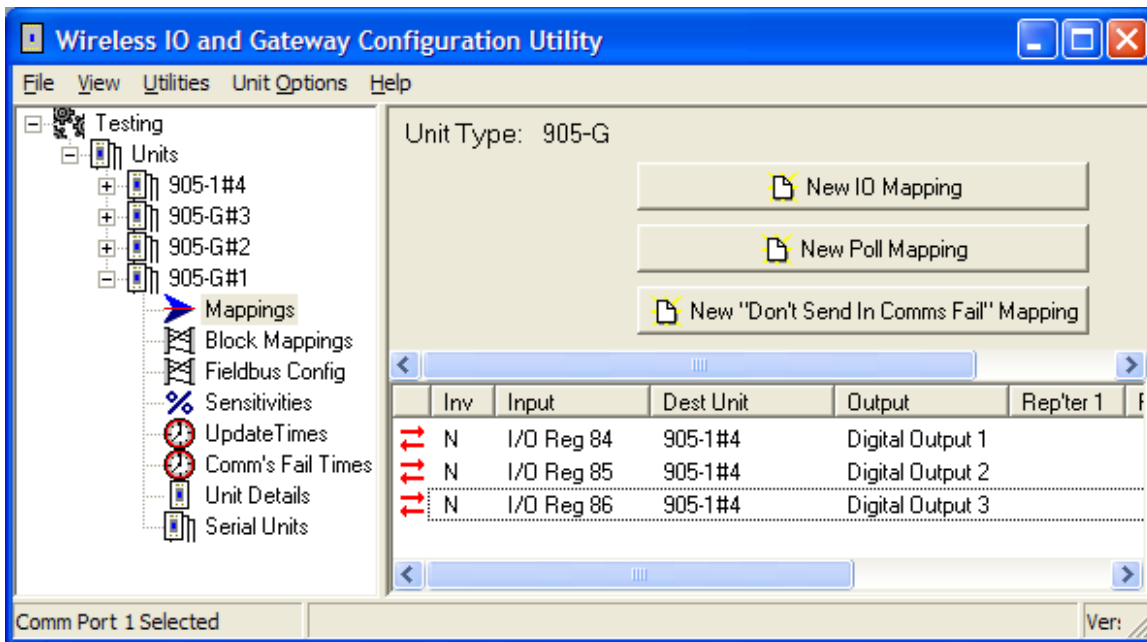 Wireless IO and Gateway Configuration Utility
File View Utilities Unit Options Help
Testing
Units
905-1#4
905-G#3
905-G#2
905-G#1
Mappings
Block Mappings
Fieldbus Config
Sensitivities
UpdateTimes
Comm's Fail Times
Unit Details
Serial Units
Unit Type: 905-G
New IO Mapping
New Poll Mapping
New "Don't Send In Comms Fail" Mapping
Inv Input Dest Unit Output Rep'ter 1
N I/O Reg 84 905-1#4 Digital Output 1
N I/O Reg 85 905-1#4 Digital Output 2
N I/O Reg 86 905-1#4 Digital Output 3
Comm Port 1 Selected